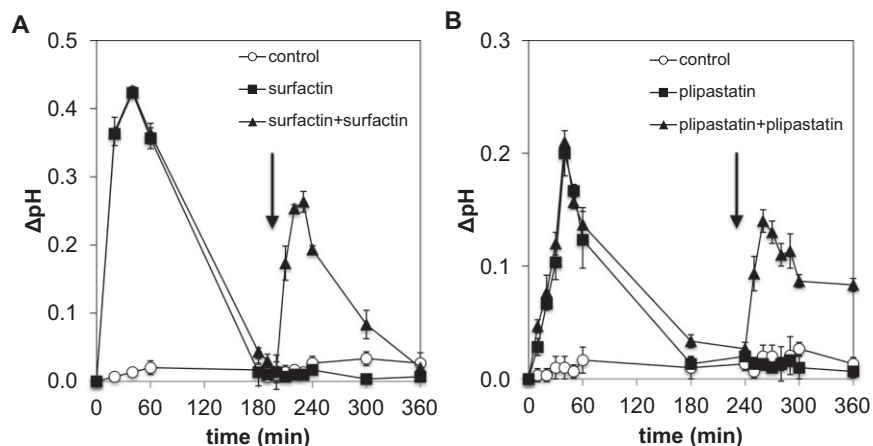 A
0.5
0.4
0.3
0.2
0.1
0.0
ΔpH
control
surfactin
surfactin+surfactin
0 60 120 180 240 300 360
time (min)
B
0.3
0.2
0.1
0.0
ΔpH
control
plipastatin
plipastatin+plipastatin
0 60 120 180 240 300 360
time (min)